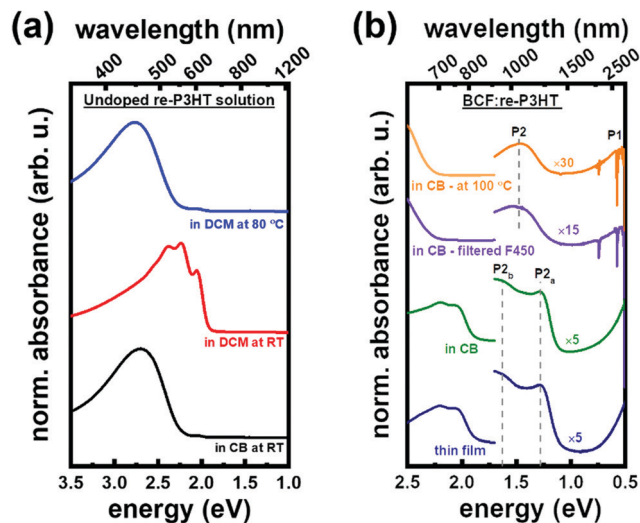 (a)
wavelength (nm)
400 500 600 800 1200
Undoped re-P3HT solution
in DCM at 80 °C
in DCM at RT
in CB at RT
norm. absorbance (arb. u.)
3.5 3.0 2.5 2.0 1.5 1.0
energy (eV)
(b)
wavelength (nm)
700 800 1000 1500 2500
BCF:re-P3HT
P2 P1
×30
in CB - at 100 °C
×15
in CB - filtered F450
P2b P2a
in CB ×5
×5
thin film
norm. absorbance (arb. u.)
2.5 2.0 1.5 1.0 0.5
energy (eV)